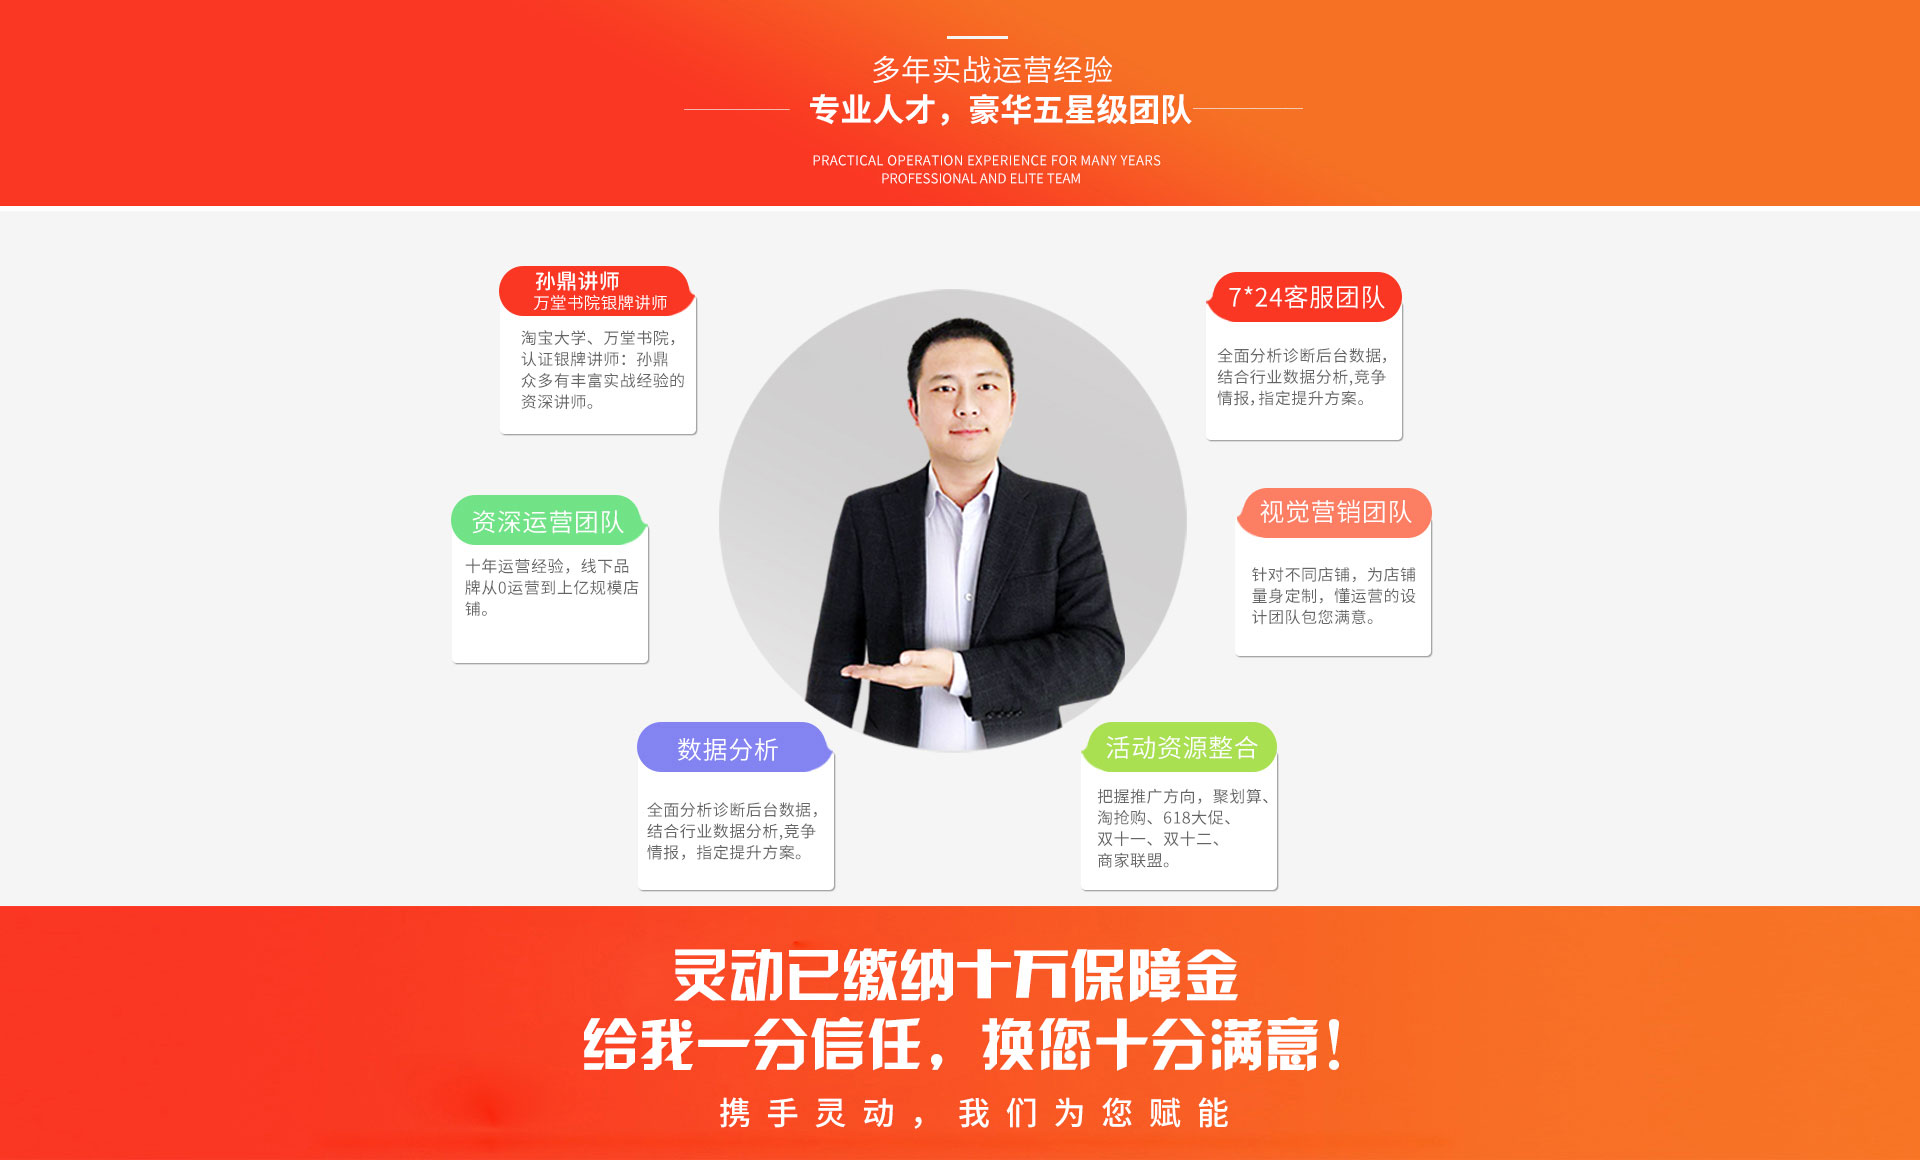 多年实战运营经验
专业人才，豪华五星级团队
PRACTICAL OPERATION EXPERIENCE FOR MANY YEARS
PROFESSIONAL AND ELITE TEAM
孙鼎讲师
万堂书院银牌讲师
淘宝大学、万堂书院，
认证银牌讲师：孙鼎
众多有丰富实战经验的
资深讲师。
7*24客服团队
全面分析诊断后台数据，
结合行业数据分析,竞争
情报，指定提升方案。
资深运营团队
十年运营经验，线下品
牌从0运营到上亿规模店
铺。
视觉营销团队
针对不同店铺，为店铺
量身定制，懂运营的设
计团队包您满意。
数据分析
全面分析诊断后台数据，
结合行业数据分析,竞争
情报，指定提升方案。
活动资源整合
把握推广方向，聚划算、
淘抢购、618大促、
双十一、双十二、
商家联盟。
灵动已缴纳十万保障金
给我一分信任，换您十分满意！
携手灵动，我们为您赋能